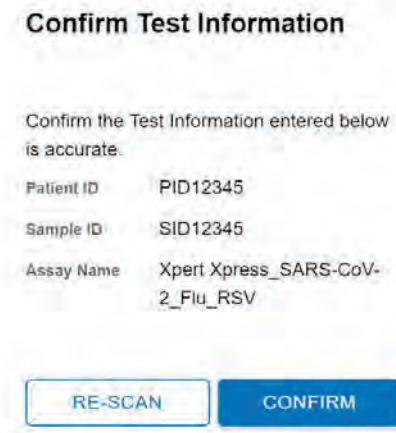 Confirm Test Information
Confirm the Test Information entered below
is accurate.
Patient ID PID12345
Sample ID SID12345
Assay Name Xpert Xpress_SARS-CoV-
2_Flu_RSV
RE-SCAN CONFIRM